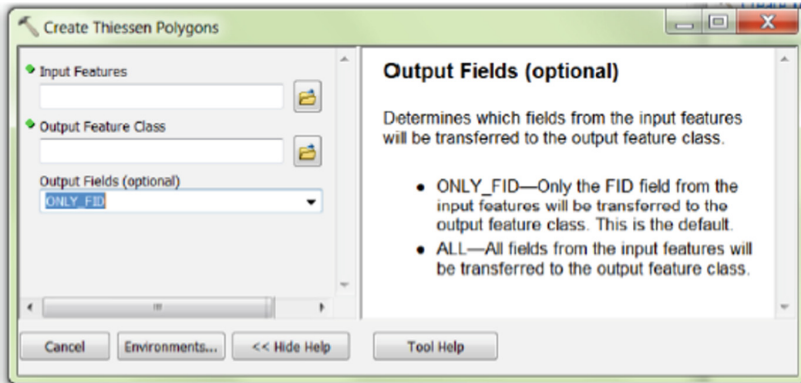 Create Thiessen Polygons
Input Features
Output Feature Class
Output Fields (optional)
ONLY_FID
Output Fields (optional)
Determines which fields from the input features
will be transferred to the output feature class.
• ONLY_FID—Only the FID field from the
input features will be transferred to the
output feature class. This is the default.
• ALL—All fields from the input features will
be transferred to the output feature class.
Cancel
Environments...
<< Hide Help
Tool Help